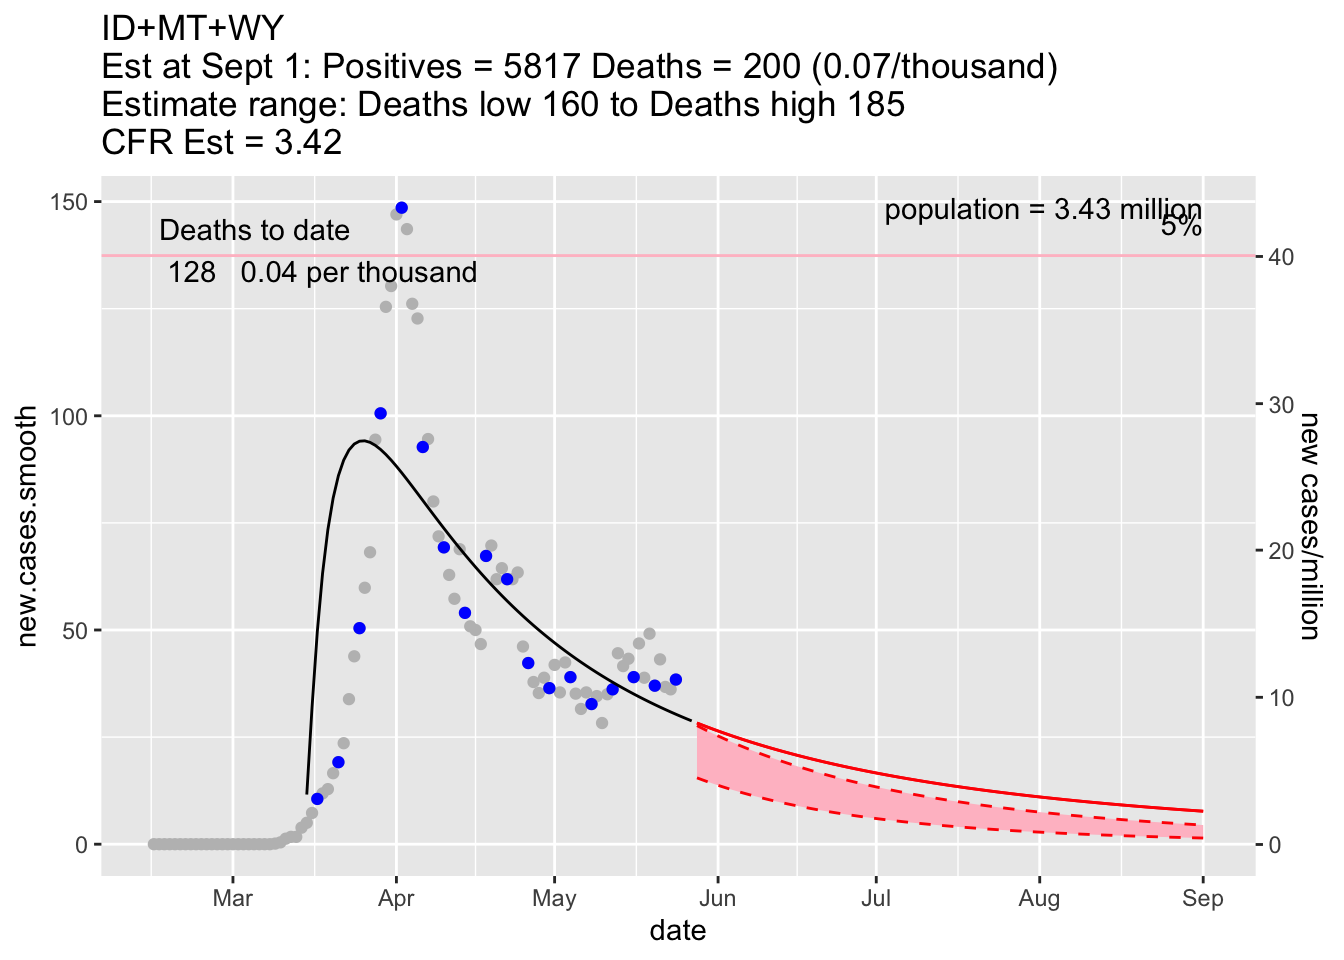 ID+MT+WY
Est at Sept 1: Positives = 5817 Deaths = 200 (0.07/thousand)
Estimate range: Deaths low 160 to Deaths high 185
CFR Est = 3.42
population = 3.43 million
5%
Deaths to date
128 0.04 per thousand
150
100
50
0
new.cases.smooth
40
30
20
10
0
new cases/million
Mar Apr May Jun Jul Aug Sep
date